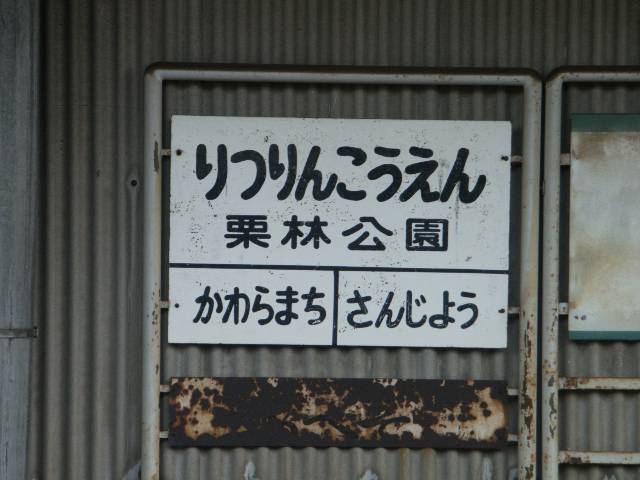 りつりんこうえん
栗林公園
かわらまち さんじよう